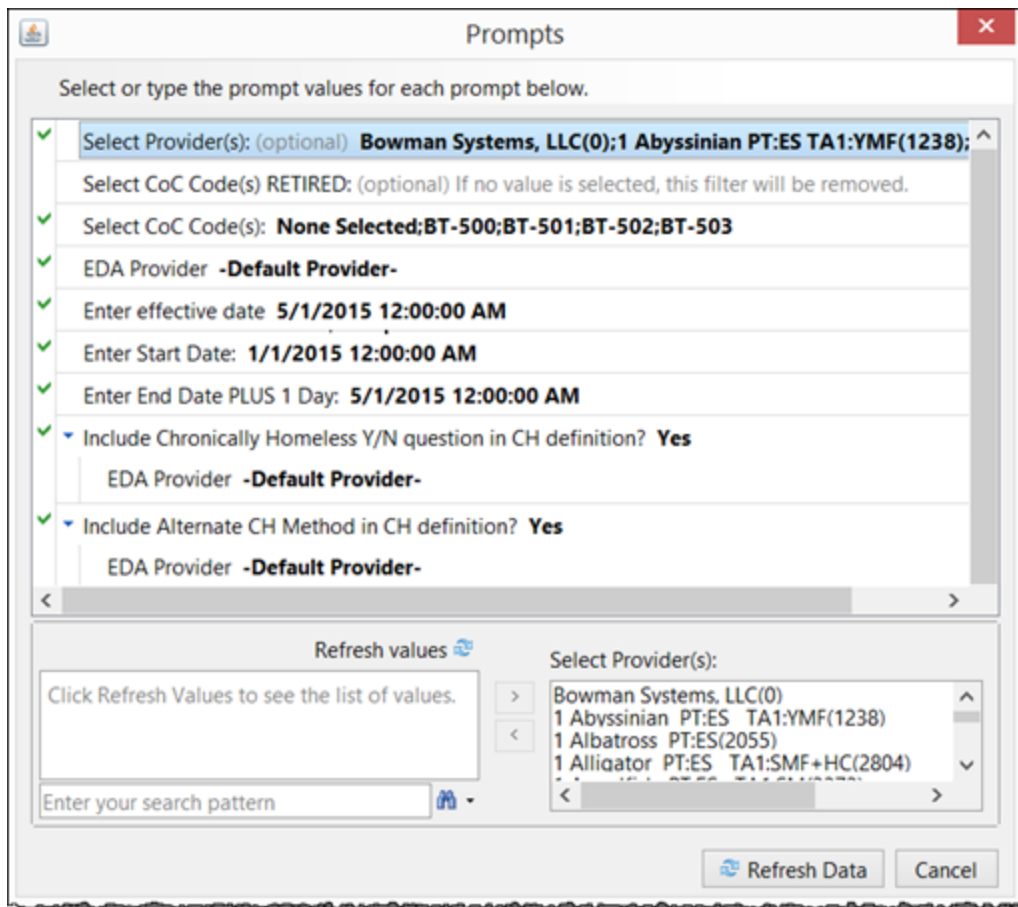 Prompts
Select or type the prompt values for each prompt below.
Select Provider(s): (optional) Bowman Systems, LLC(0);1 Abyssinian PT:ES TA1:YMF(1238);
Select CoC Code(s) RETIRED: (optional) If no value is selected, this filter will be removed.
Select CoC Code(s): None Selected;BT-500;BT-501;BT-502;BT-503
EDA Provider -Default Provider-
Enter effective date 5/1/2015 12:00:00 AM
Enter Start Date: 1/1/2015 12:00:00 AM
Enter End Date PLUS 1 Day: 5/1/2015 12:00:00 AM
Include Chronically Homeless Y/N question in CH definition? Yes
EDA Provider -Default Provider-
Include Alternate CH Method in CH definition? Yes
EDA Provider -Default Provider-
Refresh values
Click Refresh Values to see the list of values.
Enter your search pattern
Select Provider(s):
Bowman Systems, LLC(0)
1 Abyssinian PT:ES TA1:YMF(1238)
1 Albatross PT:ES(2055)
1 Alligator PT:ES TA1:SMF+HC(2804)
Refresh Data
Cancel